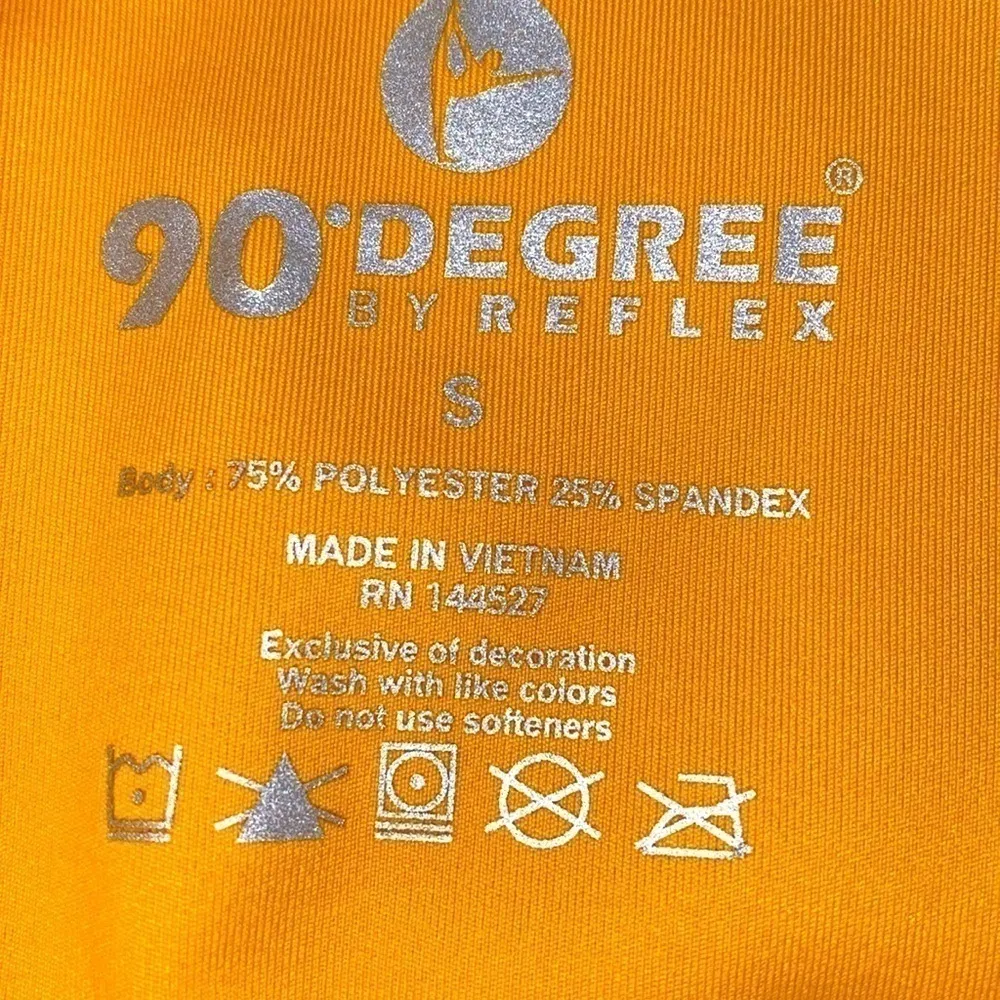 90°DEGREE®
BY REFLEX
S
Body : 75% POLYESTER 25% SPANDEX
MADE IN VIETNAM
RN 144527
Exclusive of decoration
Wash with like colors
Do not use softeners